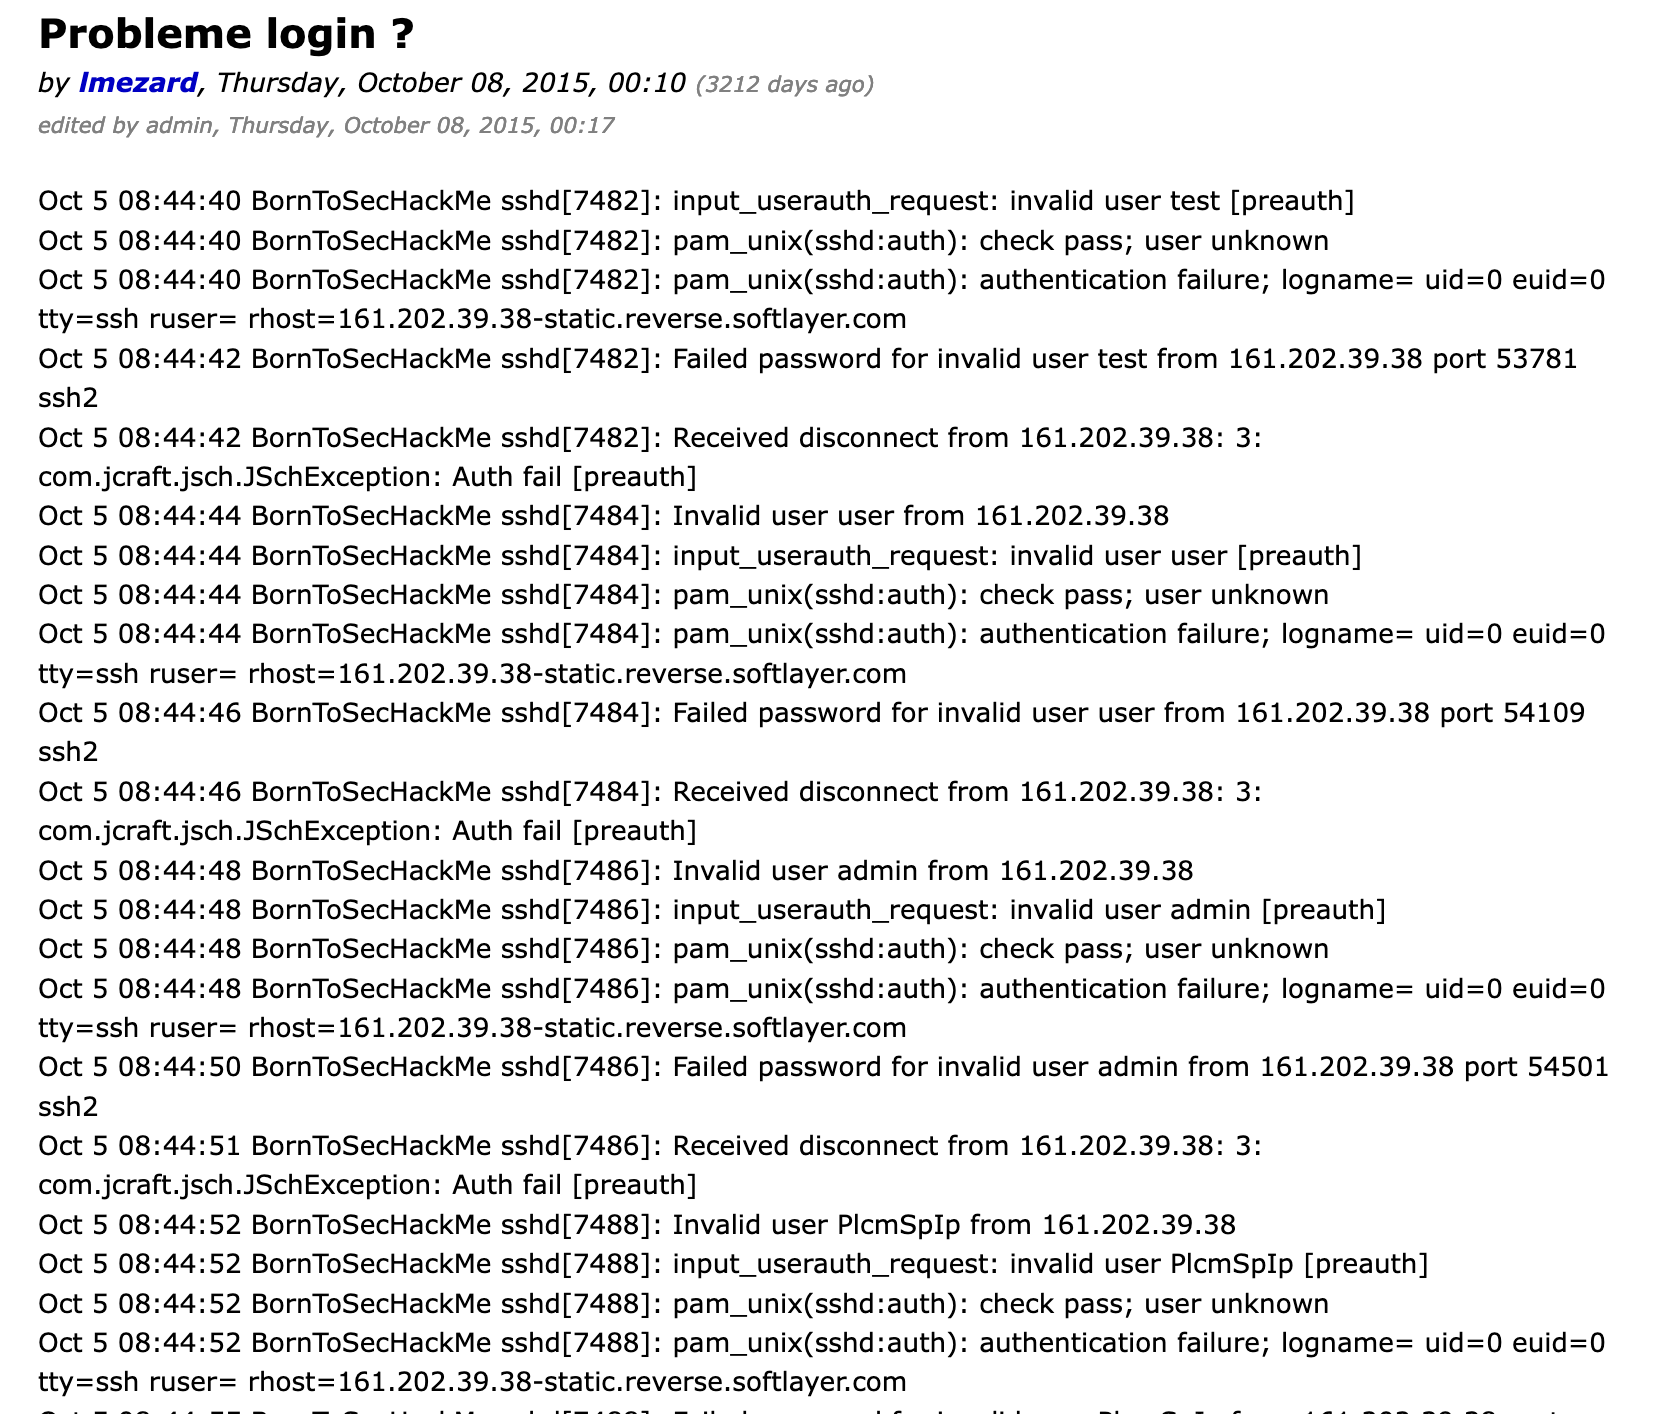 Probleme login ?
by lmezard, Thursday, October 08, 2015, 00:10 (3212 days ago)
edited by admin, Thursday, October 08, 2015, 00:17
Oct 5 08:44:40 BornToSecHackMe sshd[7482]: input_userauth_request: invalid user test [preauth]
Oct 5 08:44:40 BornToSecHackMe sshd[7482]: pam_unix(sshd:auth): check pass; user unknown
Oct 5 08:44:40 BornToSecHackMe sshd[7482]: pam_unix(sshd:auth): authentication failure; logname= uid=0 euid=0
tty=ssh ruser= rhost=161.202.39.38-static.reverse.softlayer.com
Oct 5 08:44:42 BornToSecHackMe sshd[7482]: Failed password for invalid user test from 161.202.39.38 port 53781
ssh2
Oct 5 08:44:42 BornToSecHackMe sshd[7482]: Received disconnect from 161.202.39.38: 3:
com.jcraft.jsch.JSchException: Auth fail [preauth]
Oct 5 08:44:44 BornToSecHackMe sshd[7484]: Invalid user user from 161.202.39.38
Oct 5 08:44:44 BornToSecHackMe sshd[7484]: input_userauth_request: invalid user user [preauth]
Oct 5 08:44:44 BornToSecHackMe sshd[7484]: pam_unix(sshd:auth): check pass; user unknown
Oct 5 08:44:44 BornToSecHackMe sshd[7484]: pam_unix(sshd:auth): authentication failure; logname= uid=0 euid=0
tty=ssh ruser= rhost=161.202.39.38-static.reverse.softlayer.com
Oct 5 08:44:46 BornToSecHackMe sshd[7484]: Failed password for invalid user user from 161.202.39.38 port 54109
ssh2
Oct 5 08:44:46 BornToSecHackMe sshd[7484]: Received disconnect from 161.202.39.38: 3:
com.jcraft.jsch.JSchException: Auth fail [preauth]
Oct 5 08:44:48 BornToSecHackMe sshd[7486]: Invalid user admin from 161.202.39.38
Oct 5 08:44:48 BornToSecHackMe sshd[7486]: input_userauth_request: invalid user admin [preauth]
Oct 5 08:44:48 BornToSecHackMe sshd[7486]: pam_unix(sshd:auth): check pass; user unknown
Oct 5 08:44:48 BornToSecHackMe sshd[7486]: pam_unix(sshd:auth): authentication failure; logname= uid=0 euid=0
tty=ssh ruser= rhost=161.202.39.38-static.reverse.softlayer.com
Oct 5 08:44:50 BornToSecHackMe sshd[7486]: Failed password for invalid user admin from 161.202.39.38 port 54501
ssh2
Oct 5 08:44:51 BornToSecHackMe sshd[7486]: Received disconnect from 161.202.39.38: 3:
com.jcraft.jsch.JSchException: Auth fail [preauth]
Oct 5 08:44:52 BornToSecHackMe sshd[7488]: Invalid user PlcmSpIp from 161.202.39.38
Oct 5 08:44:52 BornToSecHackMe sshd[7488]: input_userauth_request: invalid user PlcmSpIp [preauth]
Oct 5 08:44:52 BornToSecHackMe sshd[7488]: pam_unix(sshd:auth): check pass; user unknown
Oct 5 08:44:52 BornToSecHackMe sshd[7488]: pam_unix(sshd:auth): authentication failure; logname= uid=0 euid=0
tty=ssh ruser= rhost=161.202.39.38-static.reverse.softlayer.com